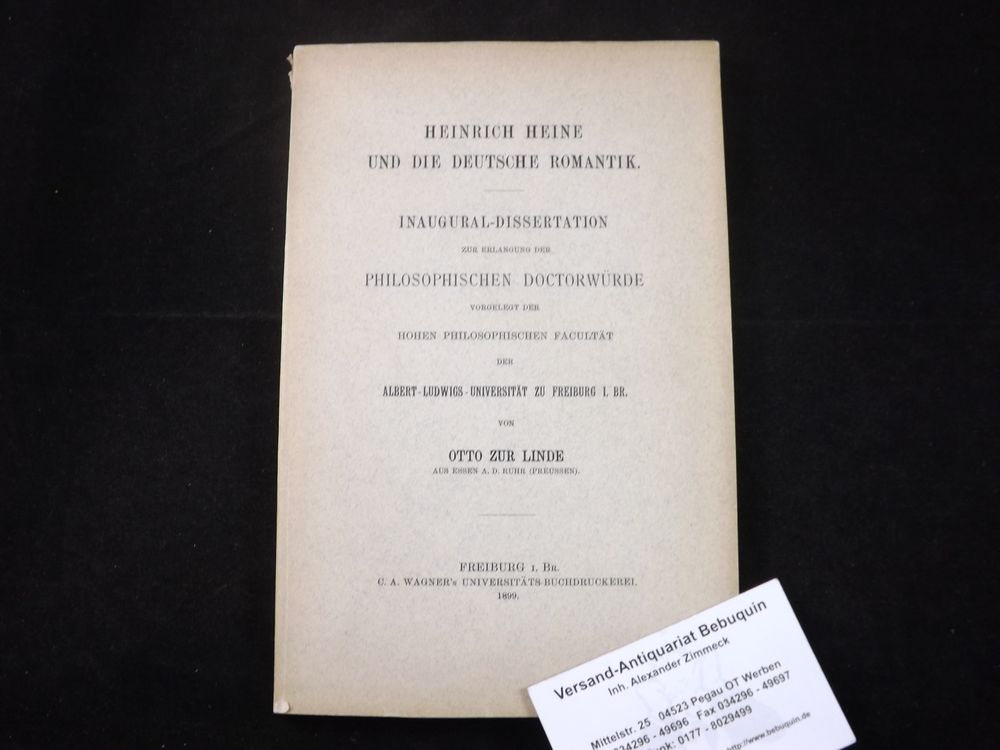 HEINRICH HEINE
UND DIE DEUTSCHE ROMANTIK.
INAUGURAL-DISSERTATION
ZUR ERLANGUNG DER
PHILOSOPHISCHEN DOCTORWÜRDE
VORGELEGT DER
HOHEN PHILOSOPHISCHEN FACULTÄT
DER
ALBERT-LUDWIGS-UNIVERSITÄT ZU FREIBURG I. BR.
VON
OTTO ZUR LINDE
AUS ESSEN A. D. RUHR (PREUSSEN).
FREIBURG I. BR.
C. A. WAGNER's UNIVERSITÄTS-BUCHDRUCKEREI.
1899.
Versand-Antiquariat Bebuquin
Inh. Alexander Zimmeck
Mittelstr. 25 04523 Pegau OT Werben
034296 - 49696 Fax 034296 - 49697
0177 - 8029499
http://www.bebuquin.de